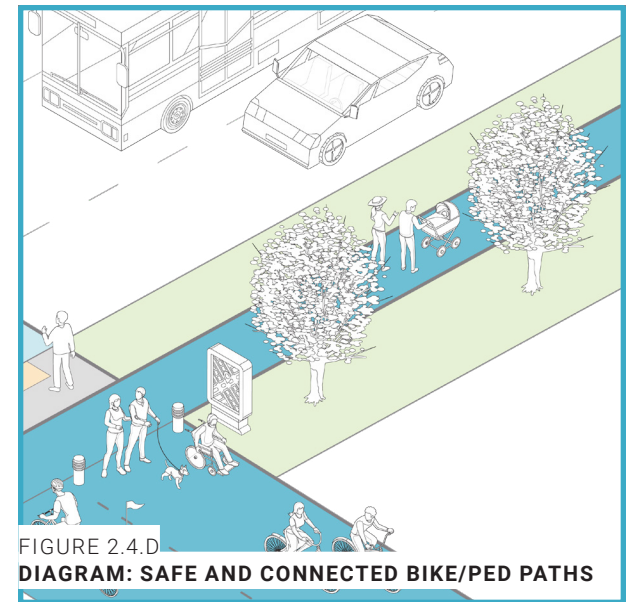 FIGURE 2.4.D
DIAGRAM: SAFE AND CONNECTED BIKE/PED PATHS